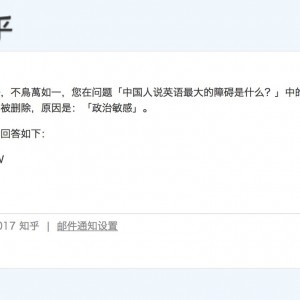 乎
，不鳥萬如一，您在问题「中国人说英语最大的障碍是什么？」中的
被删除，原因是：「政治敏感」。
回答如下：
017 知乎 | 邮件通知设置